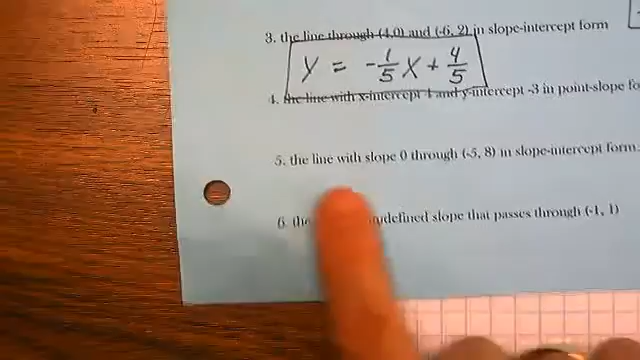 3. the line through (4,0) and (-6, 2) in slope-intercept form
y = -1/5 x + 4/5
4. the line with x-intercept 4 and y-intercept -3 in point-slope
5. the line with slope 0 through (-5, 8) in slope-intercept form.
6. the undefined slope that passes through (-1, 1)